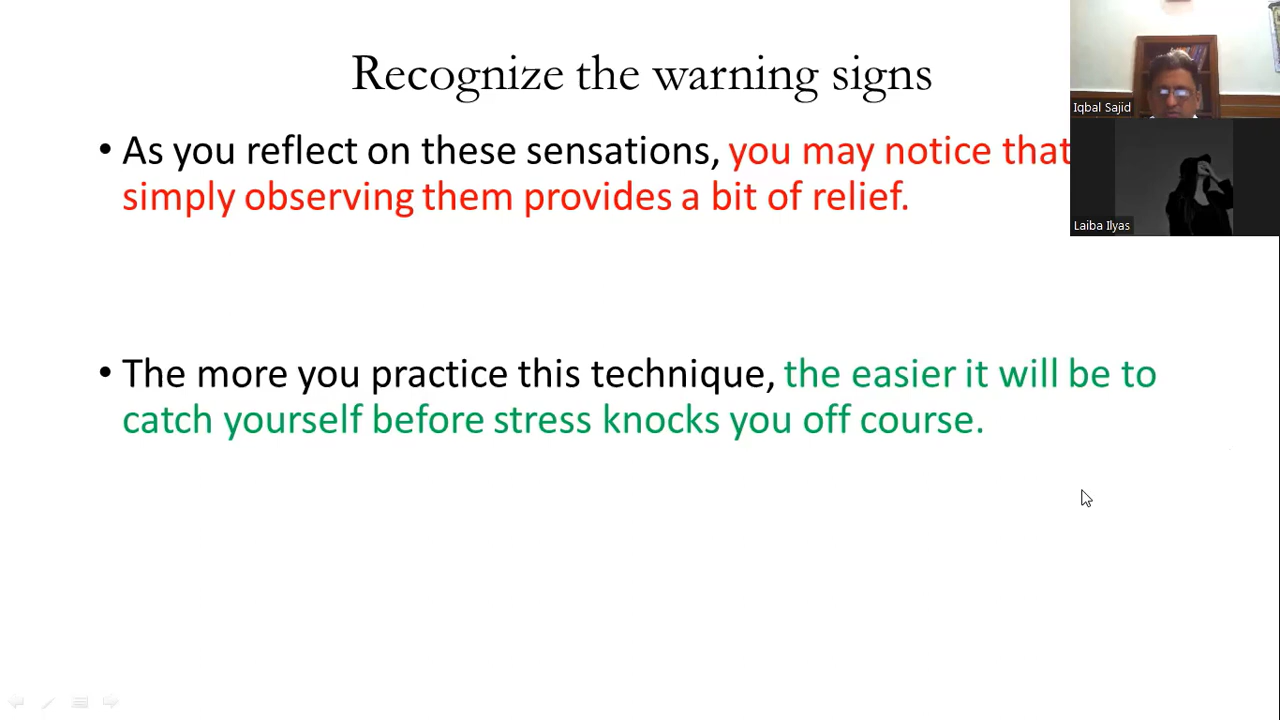 Recognize the warning signs
• As you reflect on these sensations, you may notice that
simply observing them provides a bit of relief.
• The more you practice this technique, the easier it will be to
catch yourself before stress knocks you off course.
Iqbal Sajid
Laiba Ilyas